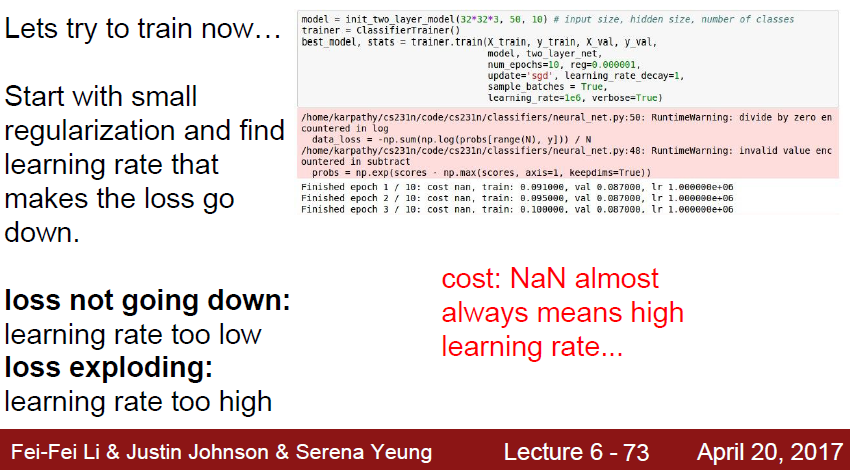 Lets try to train now…
Start with small
regularization and find
learning rate that
makes the loss go
down.
loss not going down:
learning rate too low
loss exploding:
learning rate too high
model = init_two_layer_model(32*32*3, 50, 10) # input size, hidden size, number of classes
trainer = ClassifierTrainer()
best_model, stats = trainer.train(X_train, y_train, X_val, y_val,
model, two_layer_net,
num_epochs=10, reg=0.000001,
update='sgd', learning_rate_decay=1,
sample_batches = True,
learning_rate=1e6, verbose=True)
/home/karpathy/cs231n/code/cs231n/classifiers/neural_net.py:50: RuntimeWarning: divide by zero en
countered in log
data_loss = -np.sum(np.log(probs[range(N), y])) / N
/home/karpathy/cs231n/code/cs231n/classifiers/neural_net.py:48: RuntimeWarning: invalid value enc
ountered in subtract
probs = np.exp(scores - np.max(scores, axis=1, keepdims=True))
Finished epoch 1 / 10: cost nan, train: 0.091000, val 0.087000, lr 1.000000e+06
Finished epoch 2 / 10: cost nan, train: 0.095000, val 0.087000, lr 1.000000e+06
Finished epoch 3 / 10: cost nan, train: 0.100000, val 0.087000, lr 1.000000e+06
cost: NaN almost
always means high
learning rate...
Fei-Fei Li & Justin Johnson & Serena Yeung Lecture 6 - 73 April 20, 2017